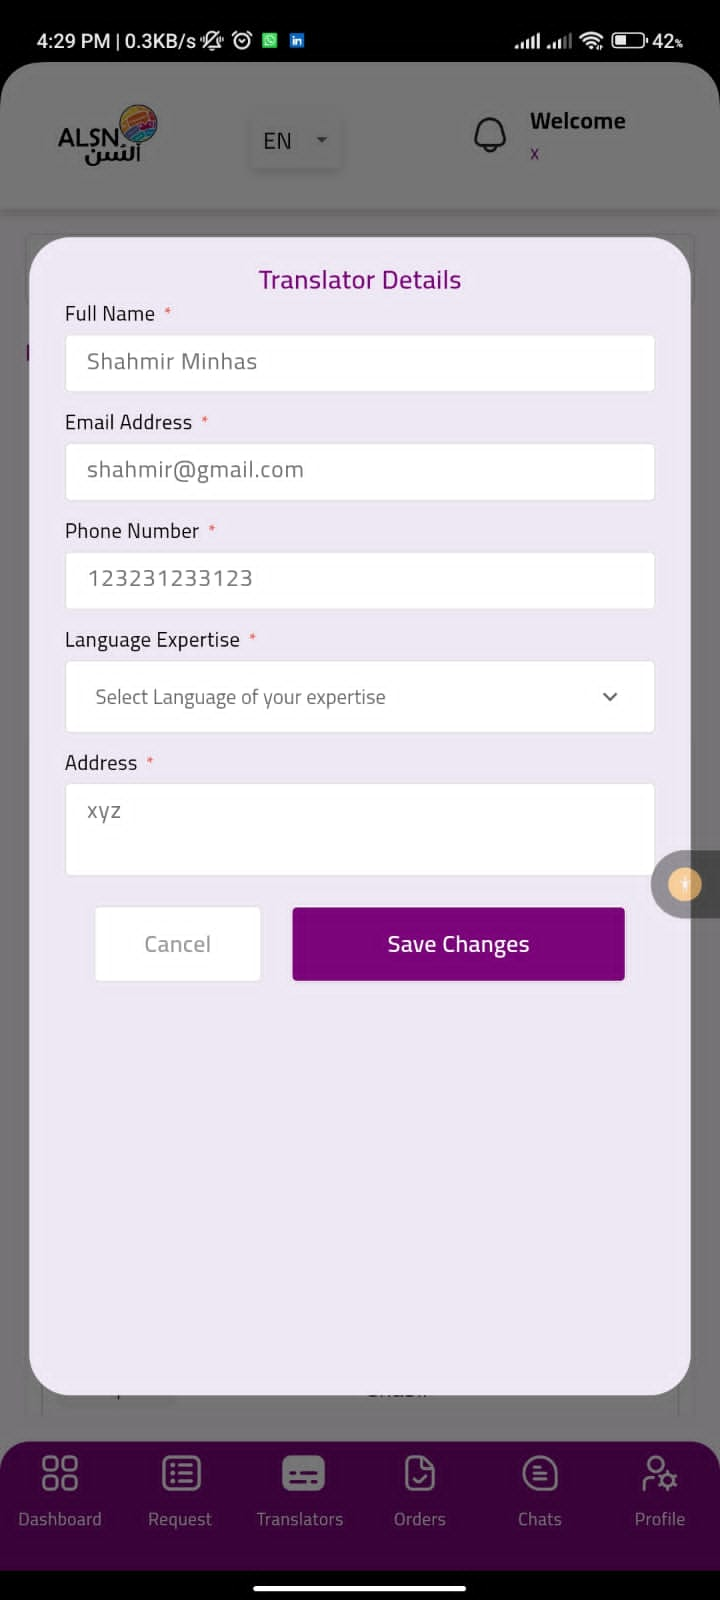 4:29 PM | 0.3KB/s
42%
ALSN
ألسن
EN
Welcome
x
Translator Details
Full Name *
Shahmir Minhas
Email Address *
shahmir@gmail.com
Phone Number *
123231233123
Language Expertise *
Select Language of your expertise
Address *
xyz
Cancel
Save Changes
Dashboard
Request
Translators
Orders
Chats
Profile